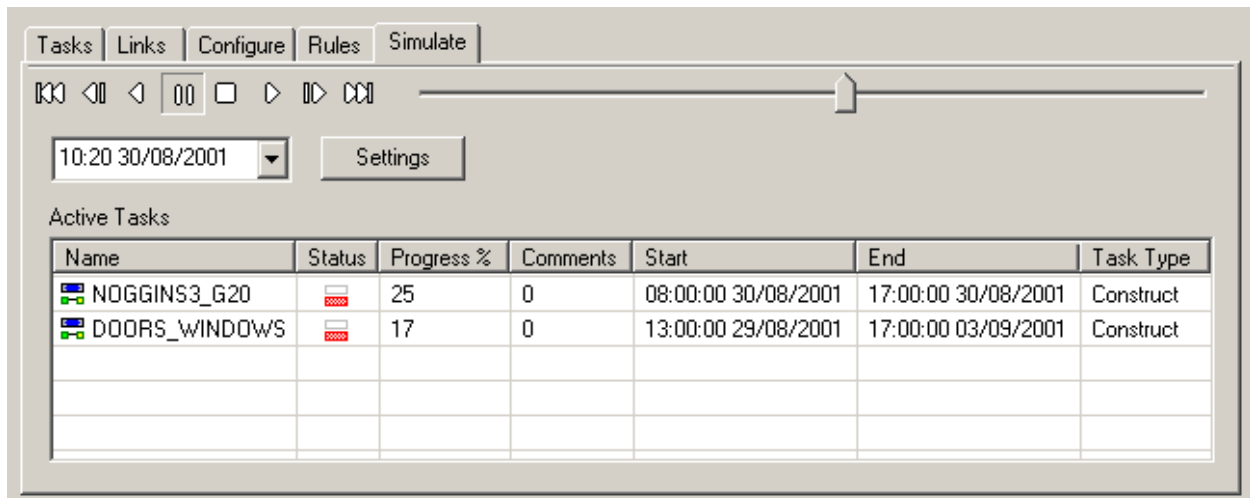 Tasks Links Configure Rules Simulate
10:20 30/08/2001 Settings
Active Tasks
Name Status Progress % Comments Start End Task Type
NOGGINS3_G20 25 0 08:00:00 30/08/2001 17:00:00 30/08/2001 Construct
DOORS_WINDOWS 17 0 13:00:00 29/08/2001 17:00:00 03/09/2001 Construct